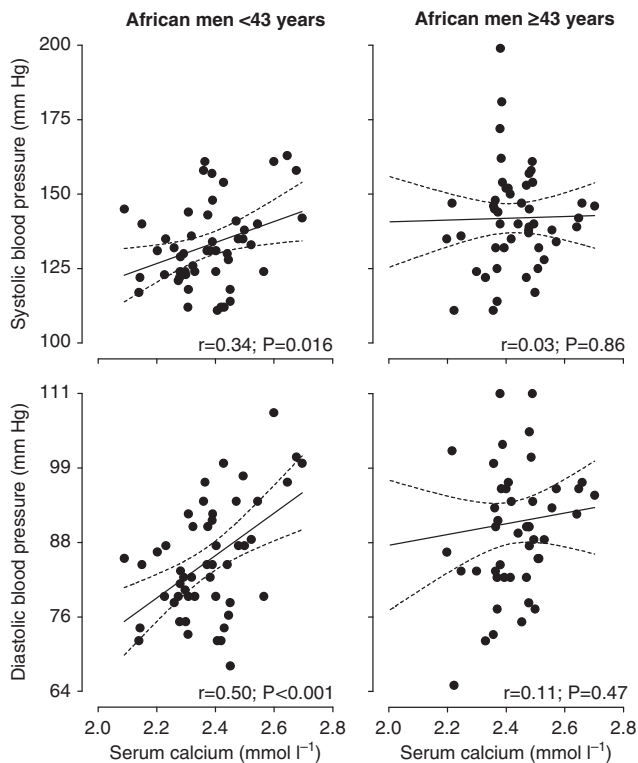 African men <43 years
African men ≥43 years
Systolic blood pressure (mm Hg)
200
175
150
125
100
r=0.34; P=0.016
r=0.03; P=0.86
Diastolic blood pressure (mm Hg)
111
99
88
76
64
r=0.50; P<0.001
r=0.11; P=0.47
2.0 2.2 2.4 2.6 2.8
2.0 2.2 2.4 2.6 2.8
Serum calcium (mmol l⁻¹)
Serum calcium (mmol l⁻¹)